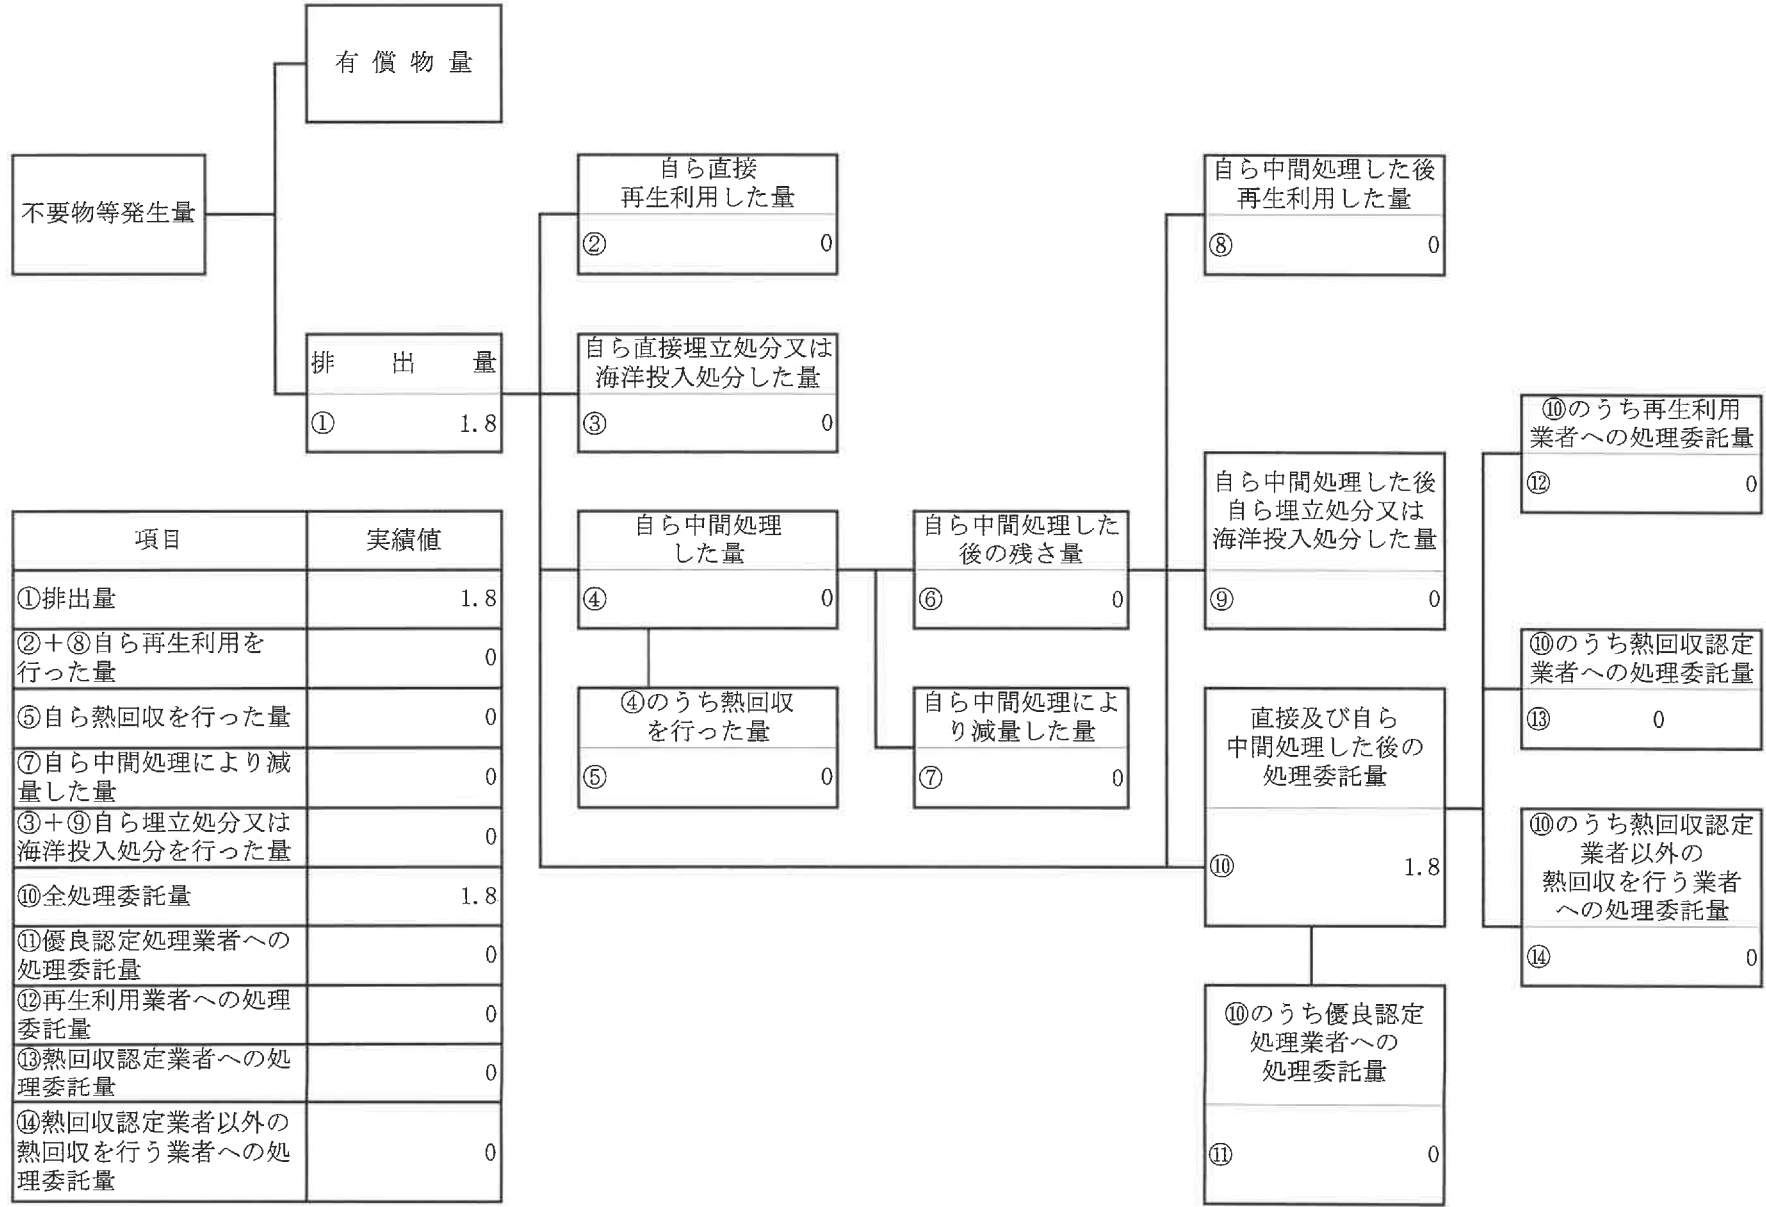 有償物量
不要物等発生量
排出量
① 1.8
自ら直接
再生利用した量
② 0
自ら直接埋立処分又は
海洋投入処分した量
③ 0
自ら中間処理
した量
④ 0
④のうち熱回収
を行った量
⑤ 0
自ら中間処理した
後の残さ量
⑥ 0
自ら中間処理によ
り減量した量
⑦ 0
自ら中間処理した後
再生利用した量
⑧ 0
自ら中間処理した後
自ら埋立処分又は
海洋投入処分した量
⑨ 0
直接及び自ら
中間処理した後の
処理委託量
⑩ 1.8
⑩のうち優良認定
処理業者への
処理委託量
⑪ 0
⑩のうち再生利用
業者への処理委託量
⑫ 0
⑩のうち熱回収認定
業者への処理委託量
⑬ 0
⑩のうち熱回収認定
業者以外の
熱回収を行う業者
への処理委託量
⑭ 0
項目 実績値
①排出量 1.8
②＋⑧自ら再生利用を
行った量 0
⑤自ら熱回収を行った量 0
⑦自ら中間処理により減
量した量 0
③＋⑨自ら埋立処分又は
海洋投入処分を行った量 0
⑩全処理委託量 1.8
⑪優良認定処理業者への
処理委託量 0
⑫再生利用業者への処理
委託量 0
⑬熱回収認定業者への処
理委託量 0
⑭熱回収認定業者以外の
熱回収を行う業者への処
理委託量 0